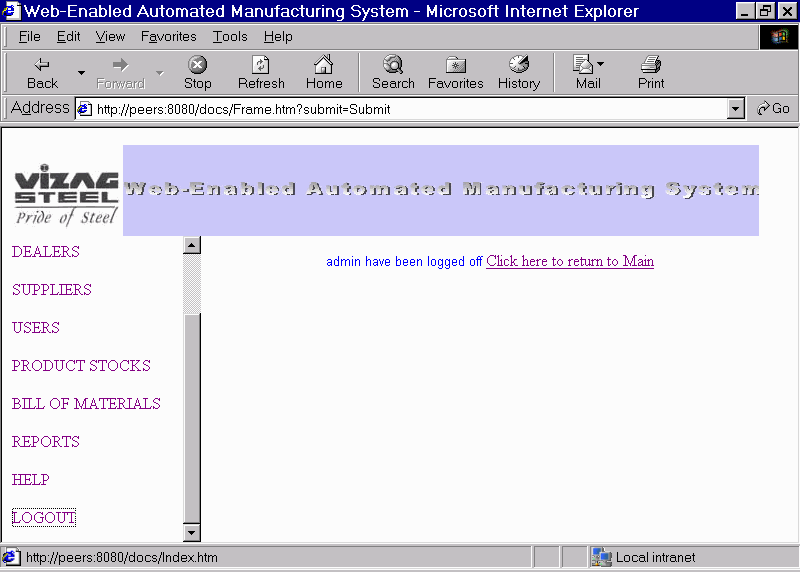 Web-Enabled Automated Manufacturing System - Microsoft Internet Explorer
File Edit View Favorites Tools Help
Back Forward Stop Refresh Home Search Favorites History Mail Print
Address http://peers:8080/docs/Frame.htm?submit=Submit Go
VIZAG
STEEL
Pride of Steel
Web-Enabled Automated Manufacturing System
DEALERS
admin have been logged off Click here to return to Main
SUPPLIERS
USERS
PRODUCT STOCKS
BILL OF MATERIALS
REPORTS
HELP
LOGOUT
http://peers:8080/docs/Index.htm Local intranet